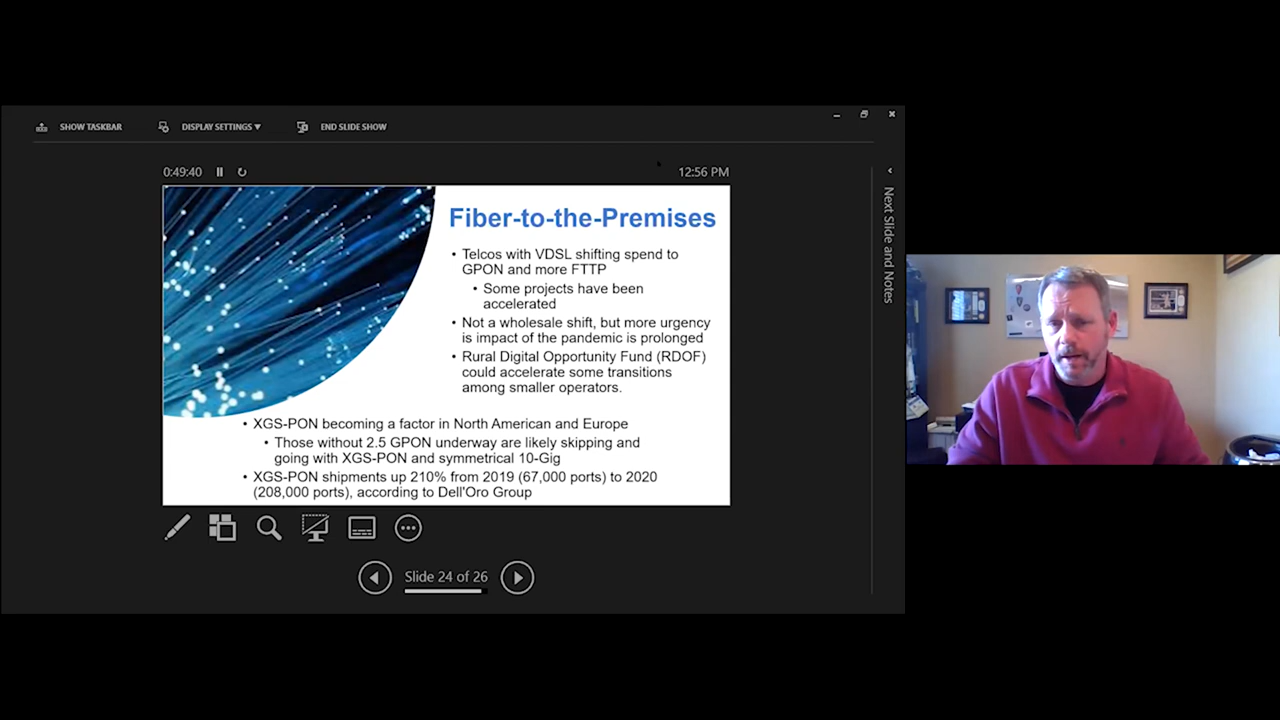 SHOW TASKBAR
DISPLAY SETTINGS ▾
END SLIDE SHOW
0:49:40
12:56 PM
Fiber-to-the-Premises
• Telcos with VDSL shifting spend to
GPON and more FTTP
• Some projects have been
accelerated
• Not a wholesale shift, but more urgency
is impact of the pandemic is prolonged
• Rural Digital Opportunity Fund (RDOF)
could accelerate some transitions
among smaller operators.
• XGS-PON becoming a factor in North American and Europe
• Those without 2.5 GPON underway are likely skipping and
going with XGS-PON and symmetrical 10-Gig
• XGS-PON shipments up 210% from 2019 (67,000 ports) to 2020
(208,000 ports), according to Dell'Oro Group
Slide 24 of 26
Next Slide and Notes